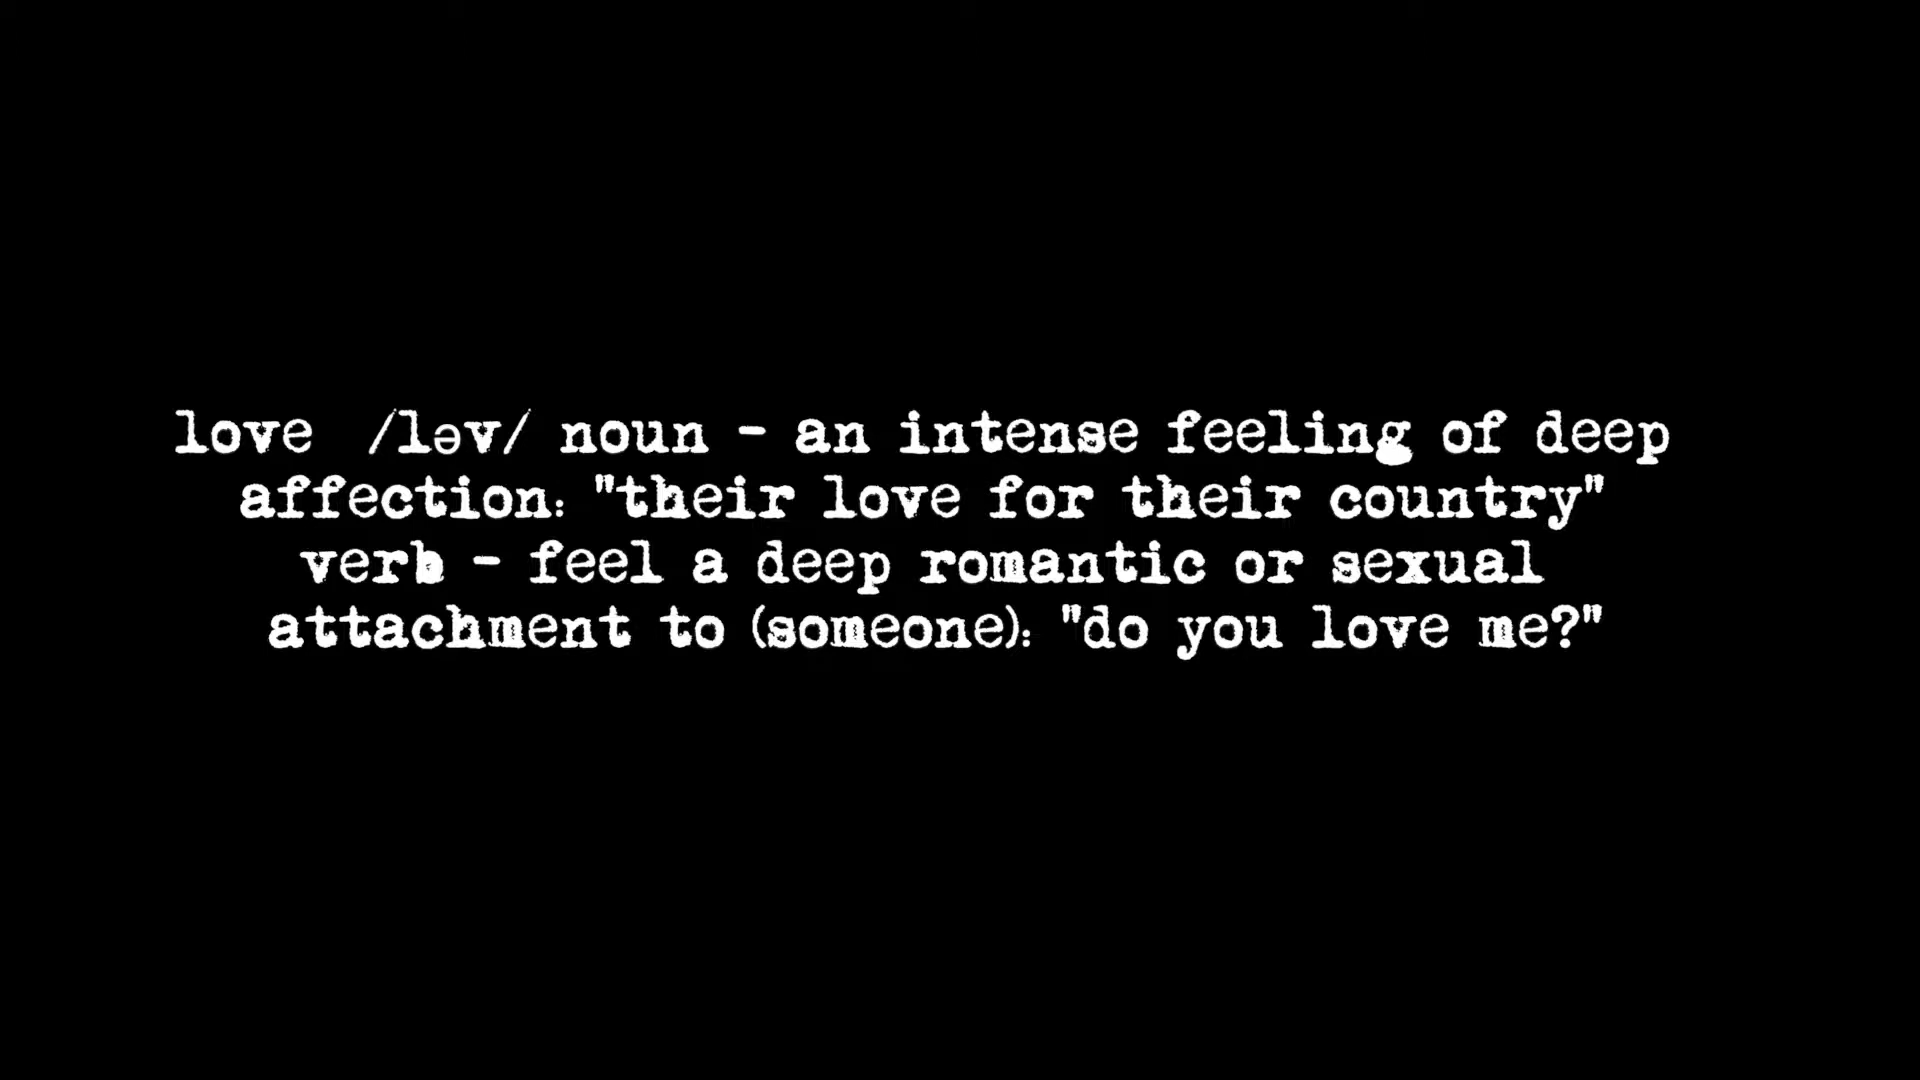 love /ləv/ noun - an intense feeling of deep
affection: "their love for their country"
verb - feel a deep romantic or sexual
attachment to (someone): "do you love me?"